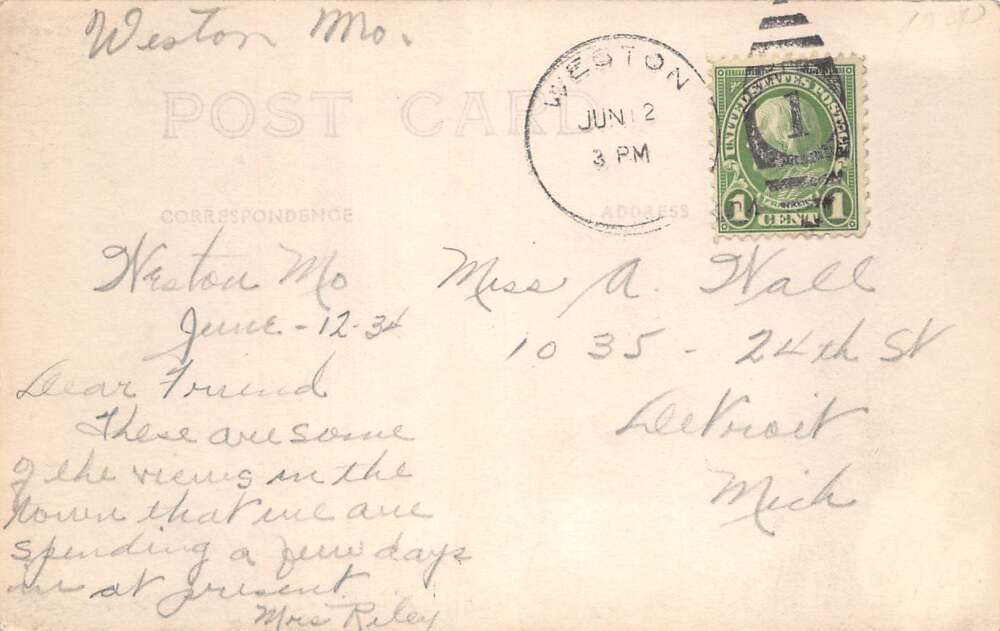 Weston Mo.
POST CARD
WESTON
JUN 12
3 PM
UNITED STATES POSTAGE
1
FRANKLIN
1 CENT 1
CORRESPONDENCE
ADDRESS
Weston Mo
June-12-34
Dear Friend
These are some
of the views in the
town that we are
spending a few days
in at present.
Mrs Riley
Miss A. Wall
1035 - 24th St
Detroit
Mich